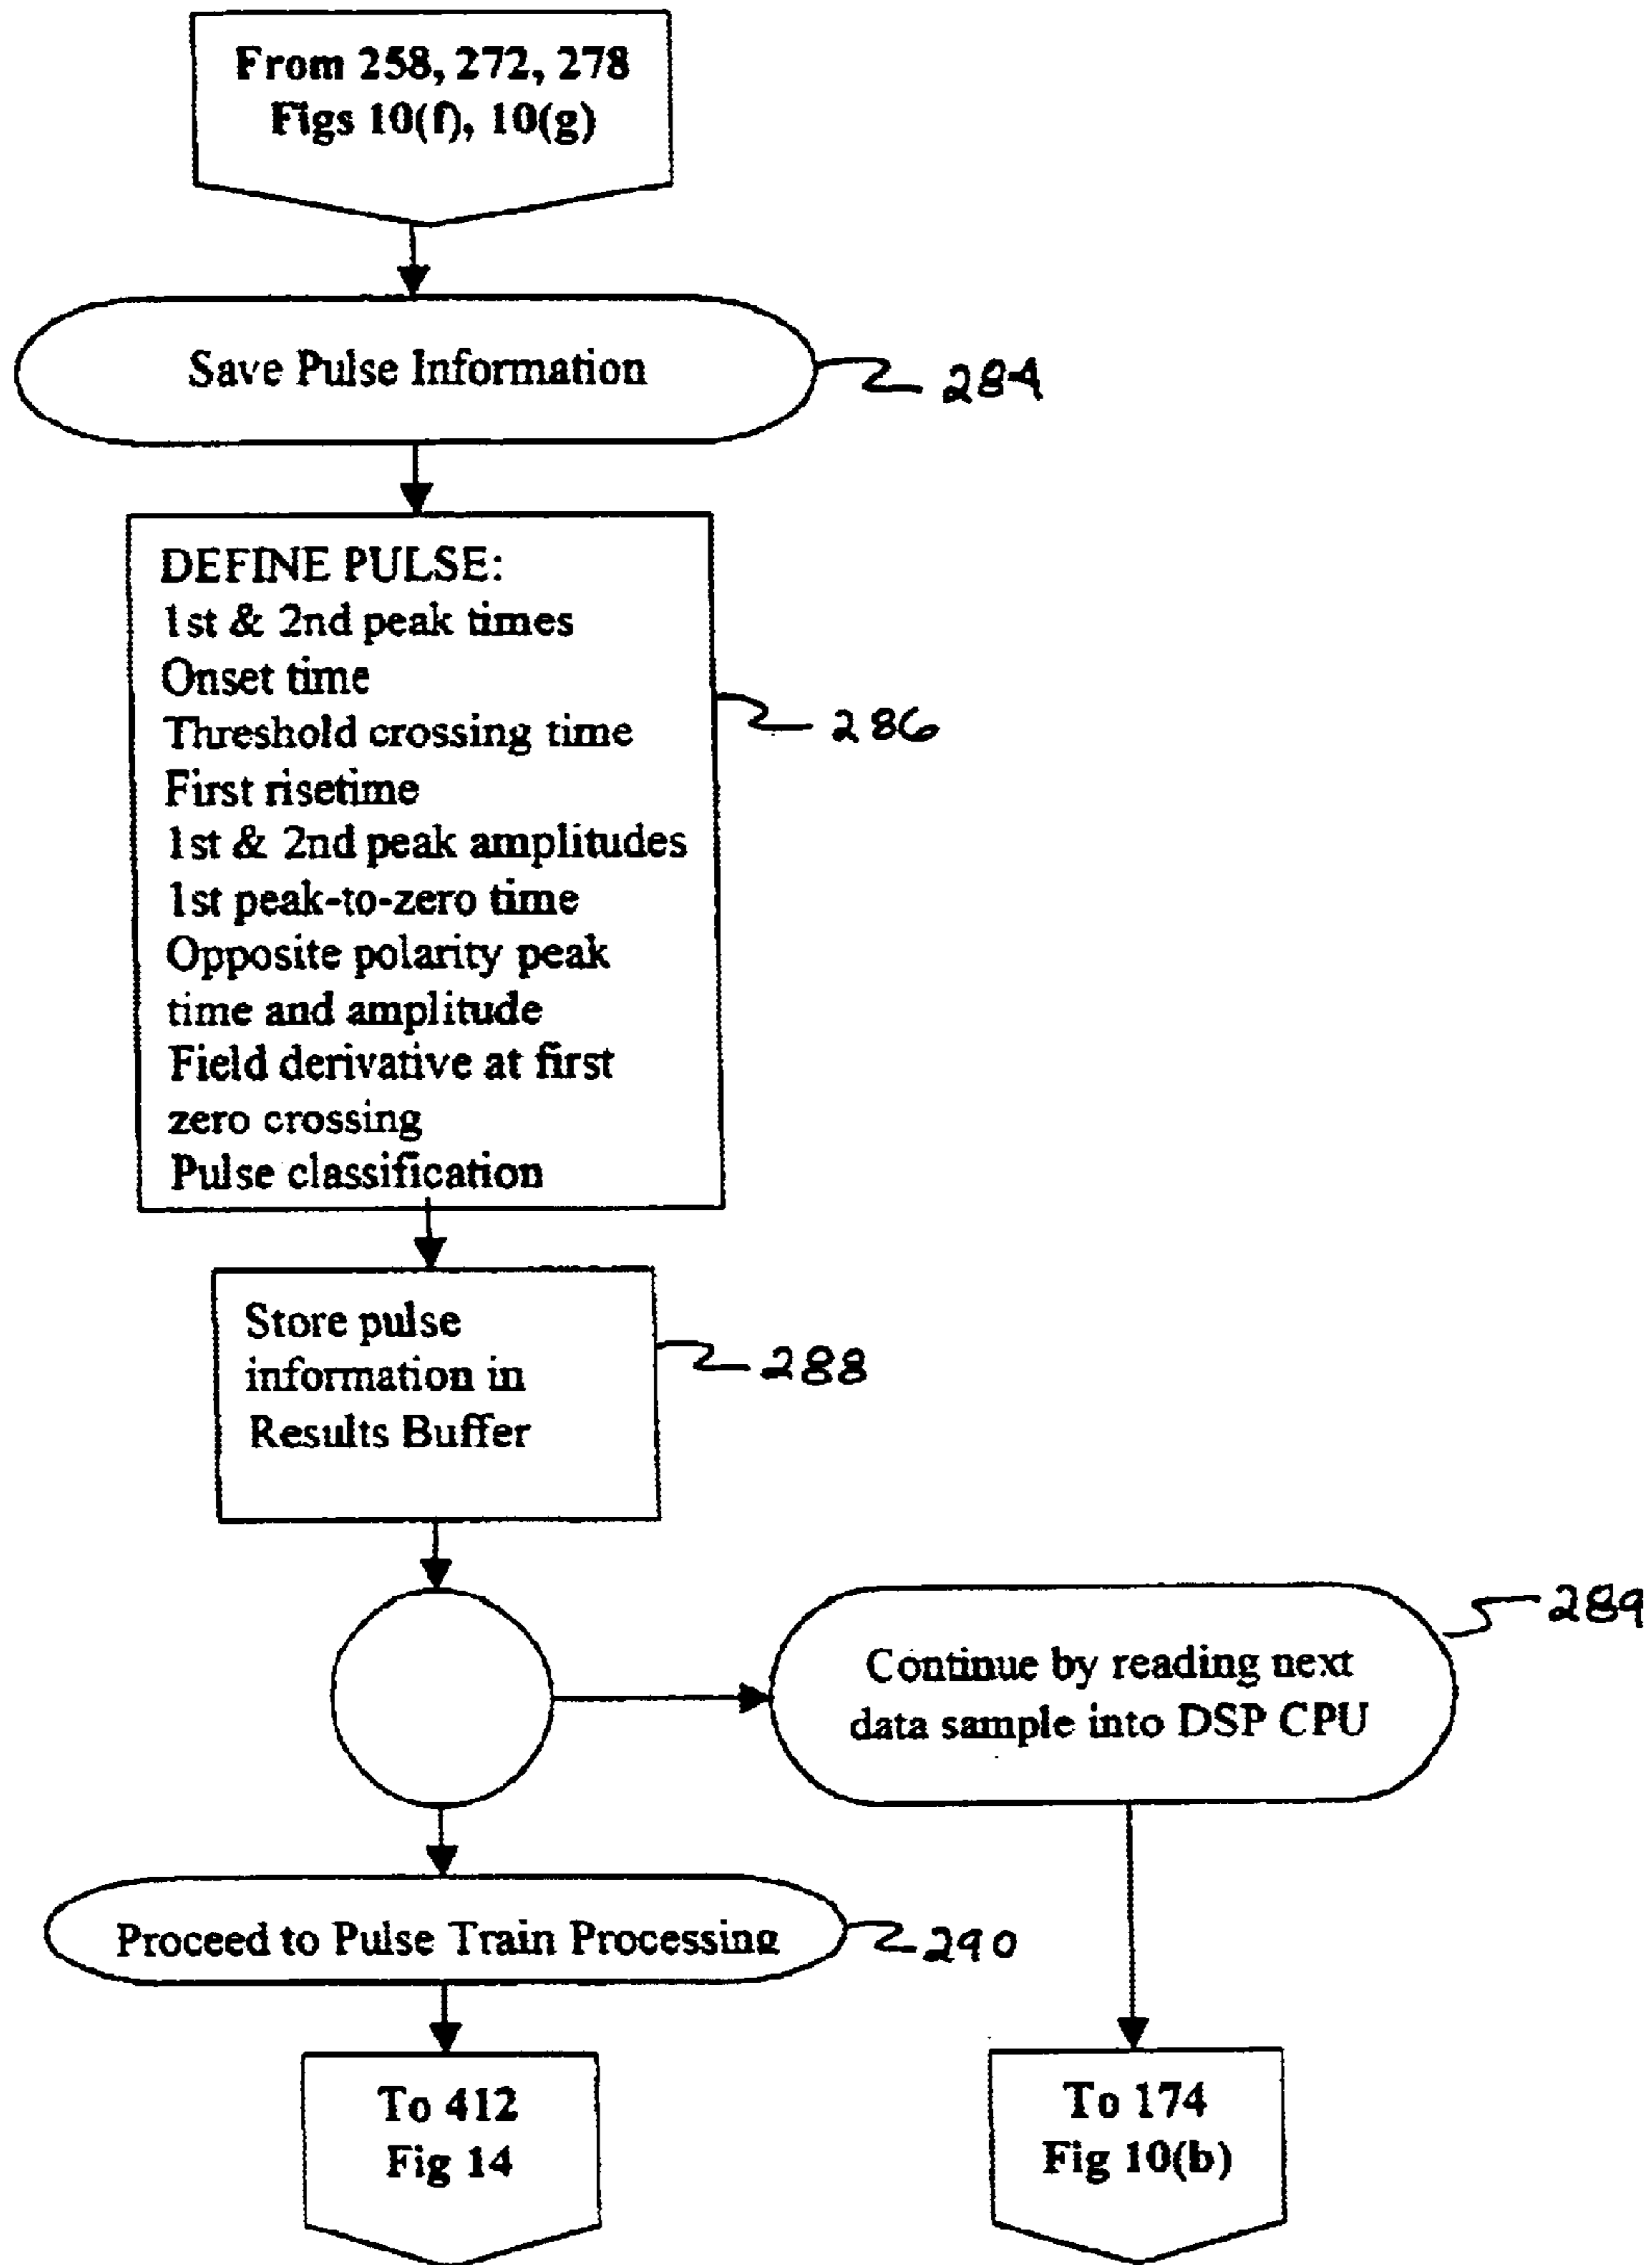 From 258, 272, 278
Figs 10(f), 10(g)
Save Pulse Information
284
DEFINE PULSE:
1st & 2nd peak times
Onset time
Threshold crossing time
First risetime
1st & 2nd peak amplitudes
1st peak-to-zero time
Opposite polarity peak
time and amplitude
Field derivative at first
zero crossing
Pulse classification
286
Store pulse
information in
Results Buffer
288
Continue by reading next
data sample into DSP CPU
289
Proceed to Pulse Train Processing
290
To 412
Fig 14
To 174
Fig 10(b)